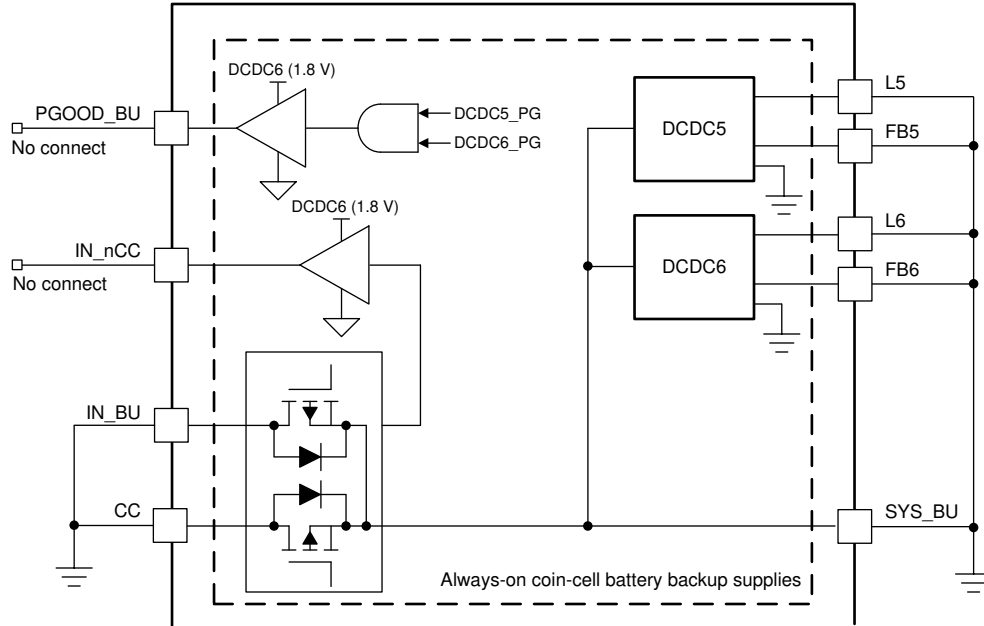 DCDC6 (1.8 V)
PGOOD_BU
No connect
DCDC5_PG
DCDC6_PG
DCDC5
L5
FB5
DCDC6 (1.8 V)
IN_nCC
No connect
DCDC6
L6
FB6
IN_BU
CC
SYS_BU
Always-on coin-cell battery backup supplies